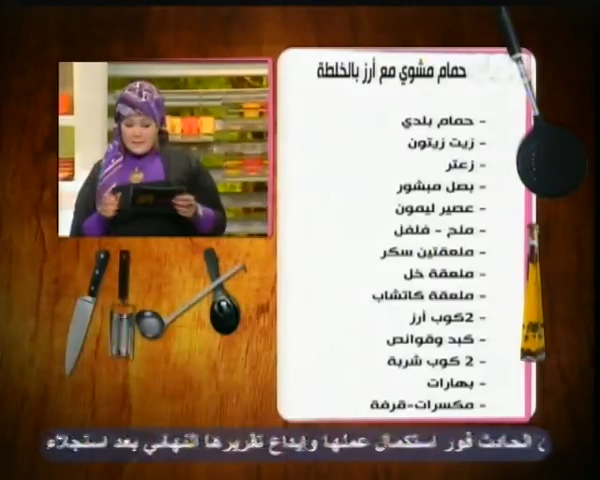 حمام مشوي مع أرز بالخلطة
- حمام بلدي
- زيت زيتون
- زعتر
- بصل مبشور
- عصير ليمون
- ملح - فلفل
- ملعقتين سكر
- ملعقة خل
- ملعقة كاتشاب
- 2كوب أرز
- كبد وقوانص
- 2 كوب شربة
- بهارات
- مكسرات-قرفة
الحادث فور استكمال عملها وإيداع تقريرها النهائي بعد استجلاء